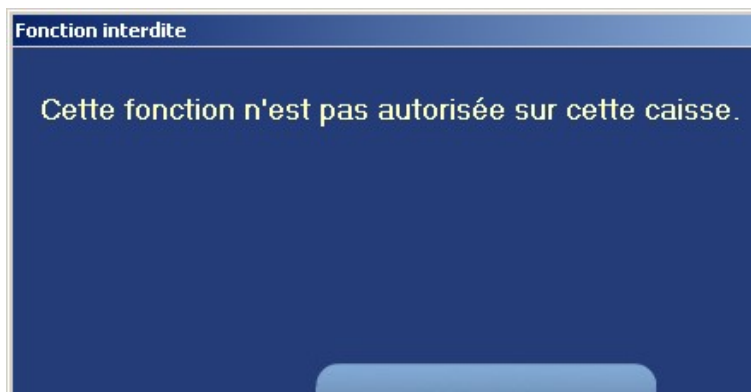 Fonction interdite
Cette fonction n'est pas autorisée sur cette caisse.